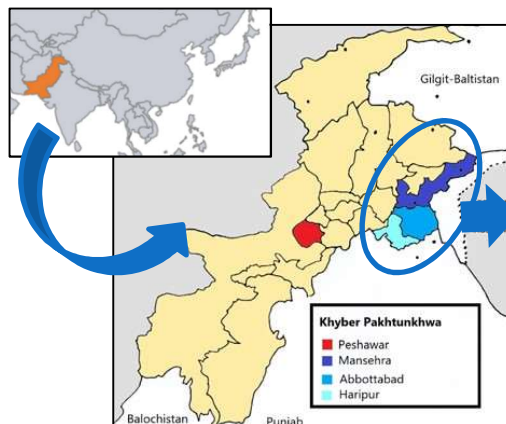 Gilgit-Baltistan
Khyber Pakhtunkhwa
Peshawar
Mansehra
Abbottabad
Haripur
Balochistan
Punjab